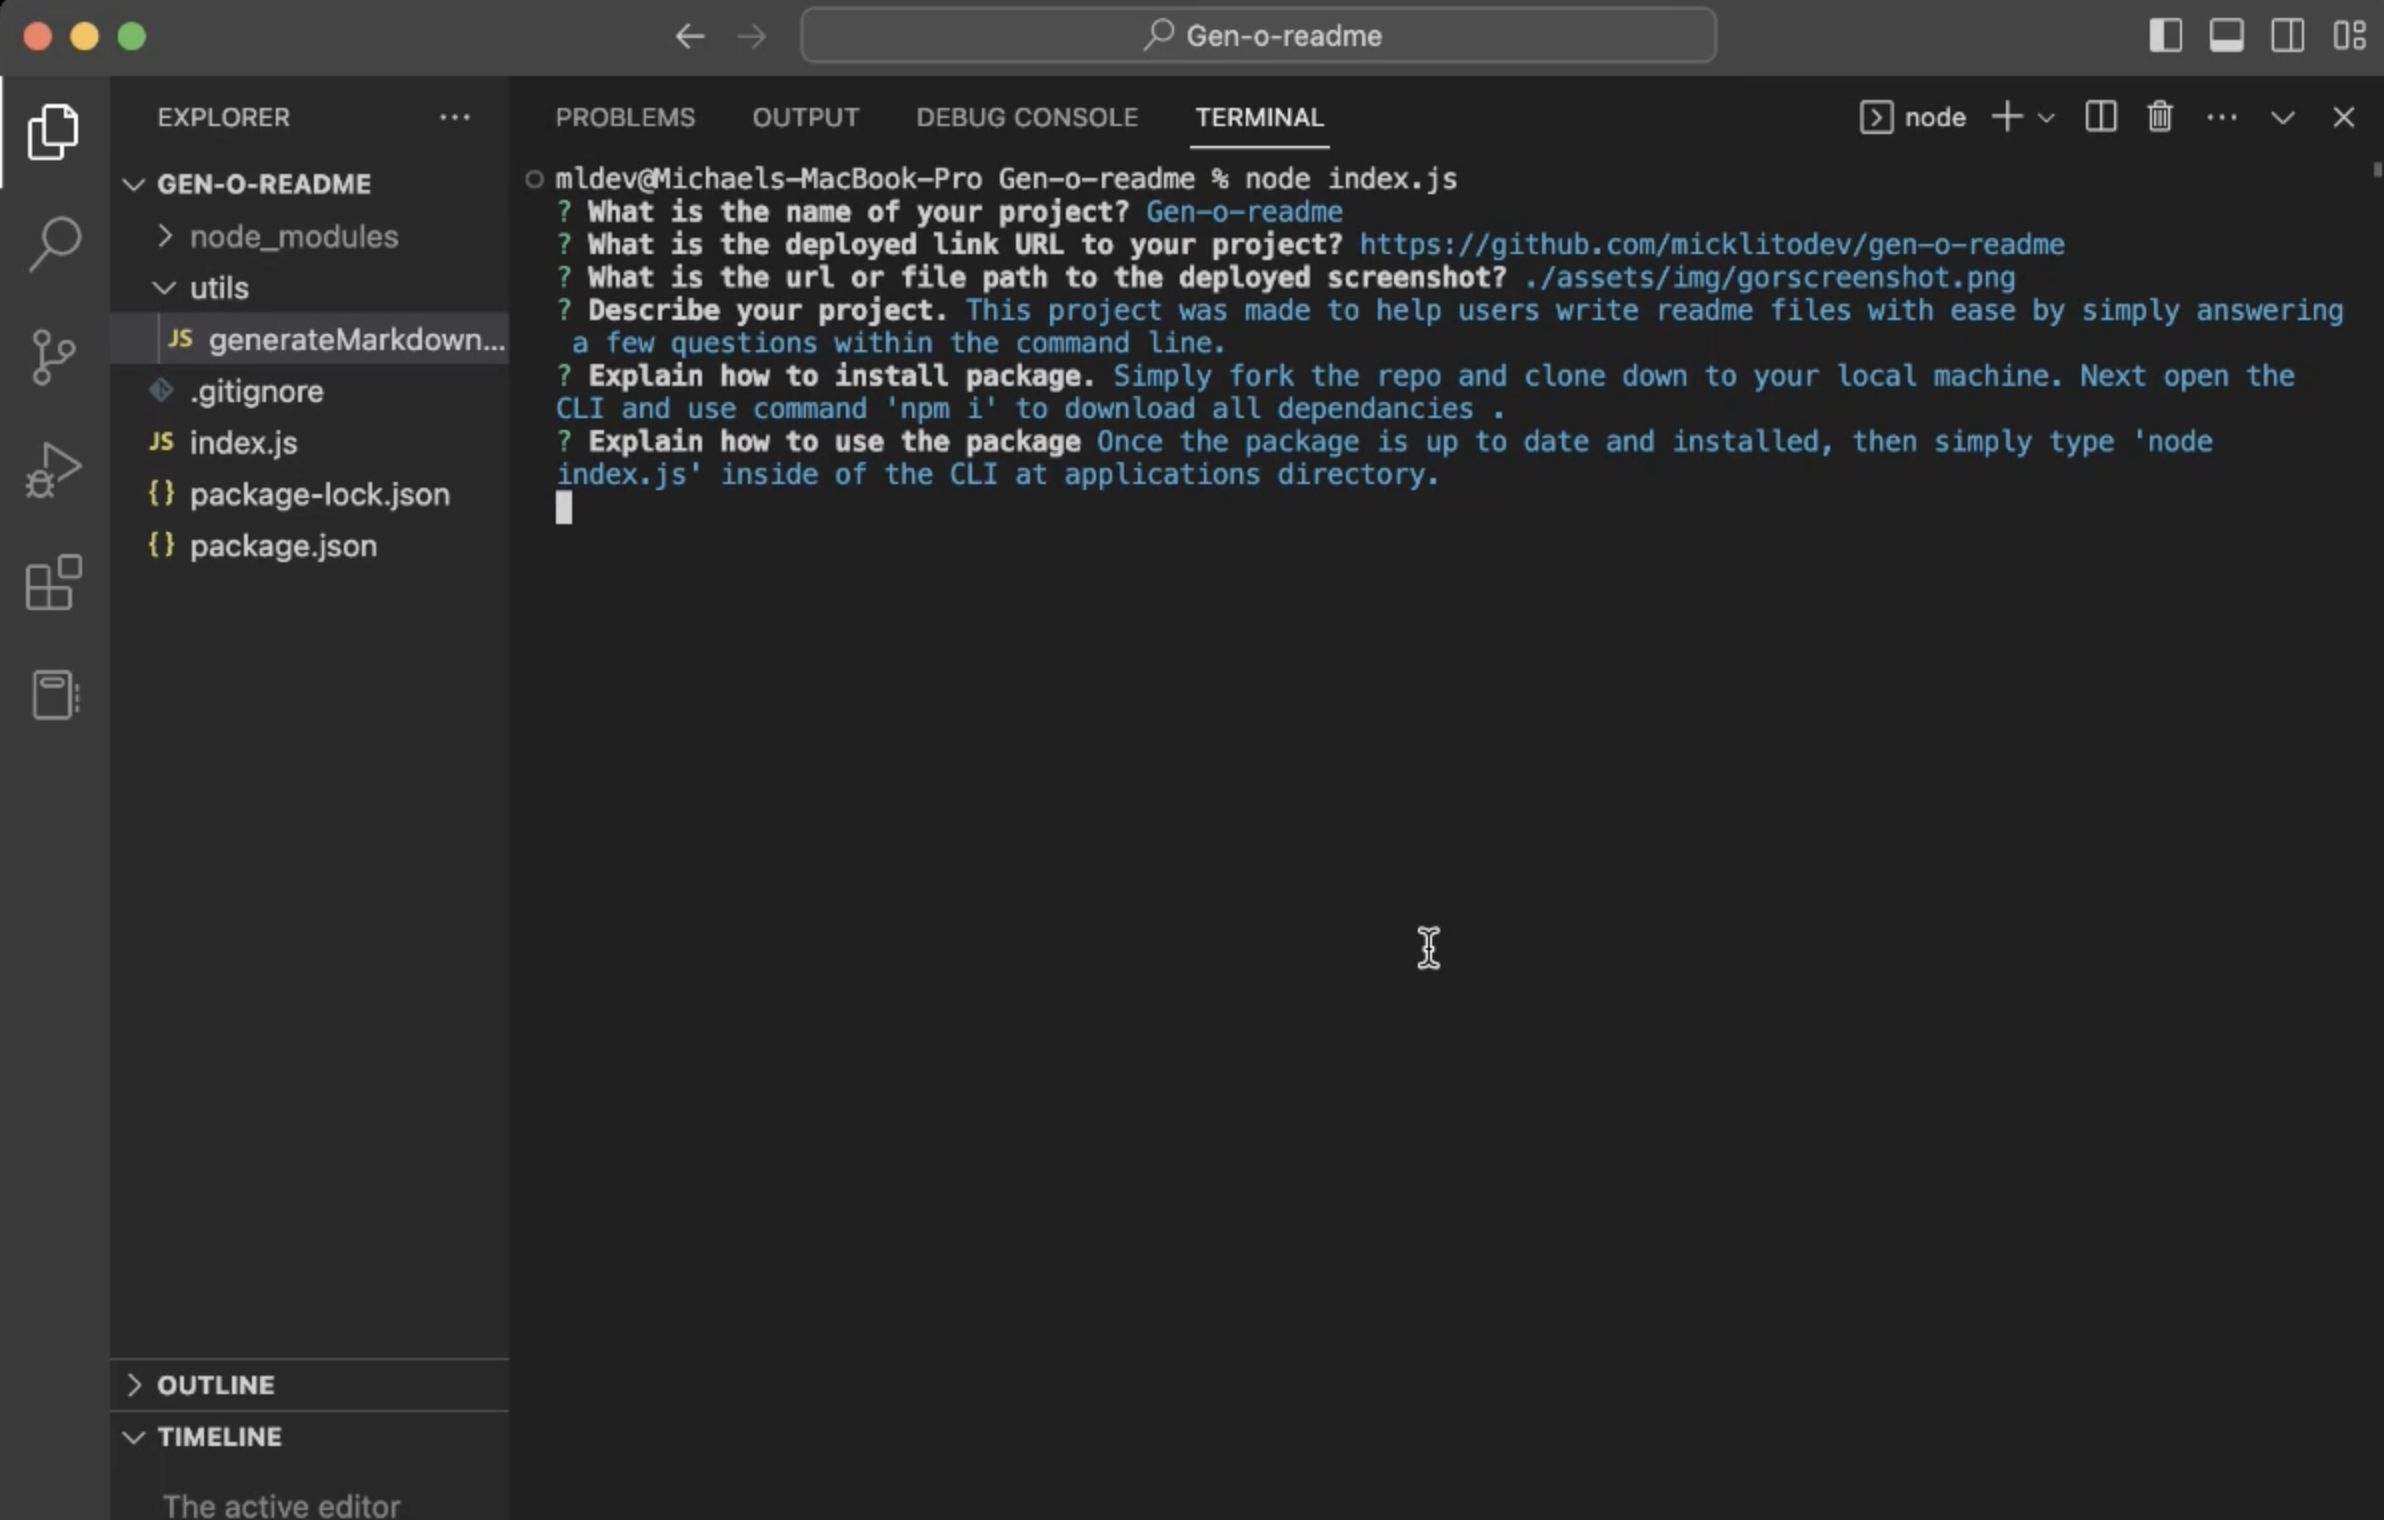 Gen-o-readme
EXPLORER
GEN-O-README
node_modules
utils
JS generateMarkdown...
.gitignore
JS index.js
{} package-lock.json
{} package.json
OUTLINE
TIMELINE
The active editor
PROBLEMS OUTPUT DEBUG CONSOLE TERMINAL
node
mldev@Michaels-MacBook-Pro Gen-o-readme % node index.js
? What is the name of your project? Gen-o-readme
? What is the deployed link URL to your project? https://github.com/micklitodev/gen-o-readme
? What is the url or file path to the deployed screenshot? ./assets/img/gorscreenshot.png
? Describe your project. This project was made to help users write readme files with ease by simply answering
a few questions within the command line.
? Explain how to install package. Simply fork the repo and clone down to your local machine. Next open the
CLI and use command 'npm i' to download all dependancies .
? Explain how to use the package Once the package is up to date and installed, then simply type 'node
index.js' inside of the CLI at applications directory.